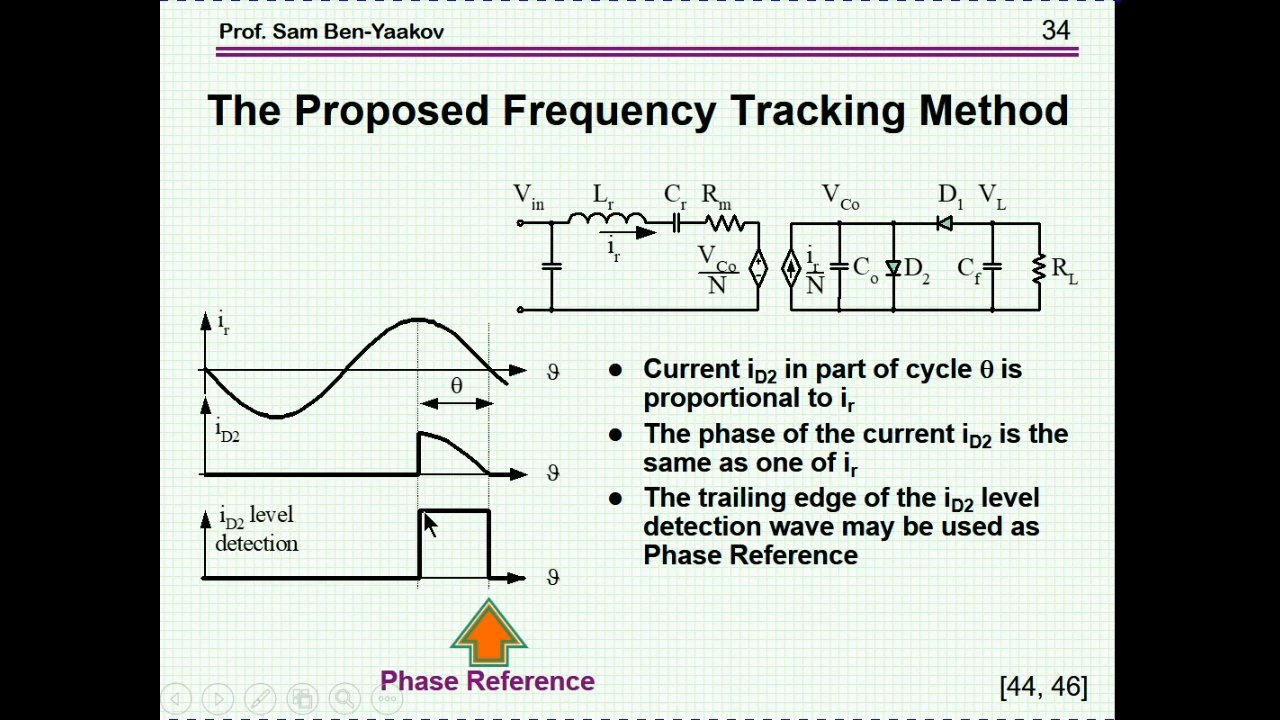 Prof. Sam Ben-Yaakov
34
The Proposed Frequency Tracking Method
Vin Lr Cr Rm VCo D1 VL
ir
VCo/N ir/N Co D2 Cf RL
ir
ϑ
θ
iD2
ϑ
iD2 level
detection
ϑ
Phase Reference
● Current iD2 in part of cycle θ is
proportional to ir
● The phase of the current iD2 is the
same as one of ir
● The trailing edge of the iD2 level
detection wave may be used as
Phase Reference
[44, 46]